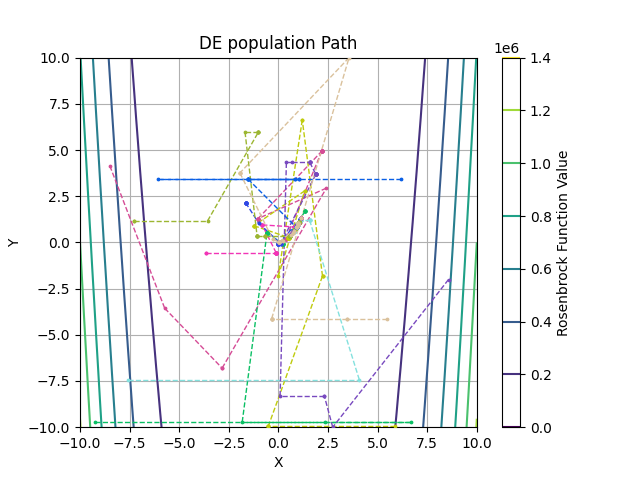 DE population Path
1e6
10.0
7.5
5.0
2.5
0.0
−2.5
−5.0
−7.5
−10.0
Y
−10.0 −7.5 −5.0 −2.5 0.0 2.5 5.0 7.5 10.0
X
1.4
1.2
1.0
0.8
0.6
0.4
0.2
0.0
Rosenbrock Function Value